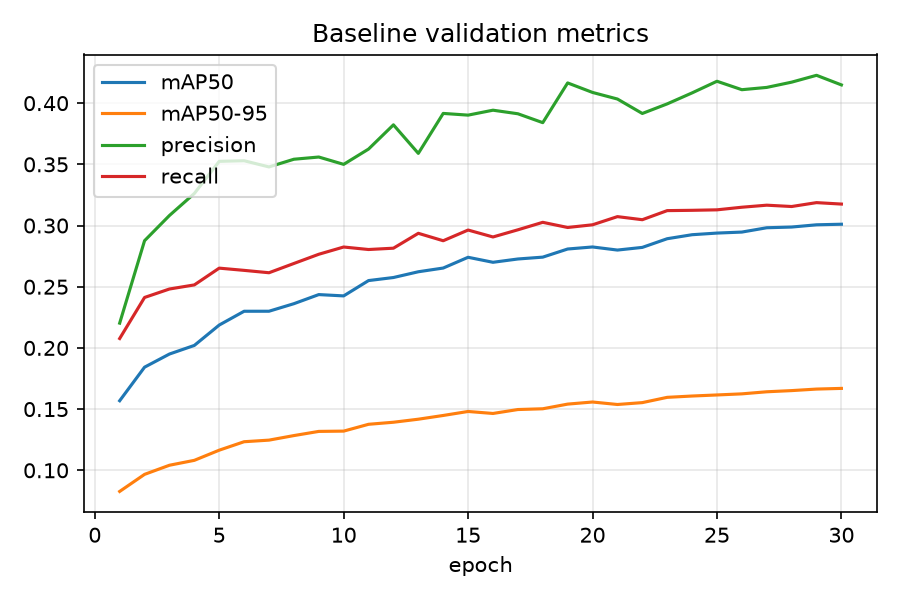 Baseline validation metrics
mAP50
mAP50-95
precision
recall
0.40
0.35
0.30
0.25
0.20
0.15
0.10
0 5 10 15 20 25 30
epoch